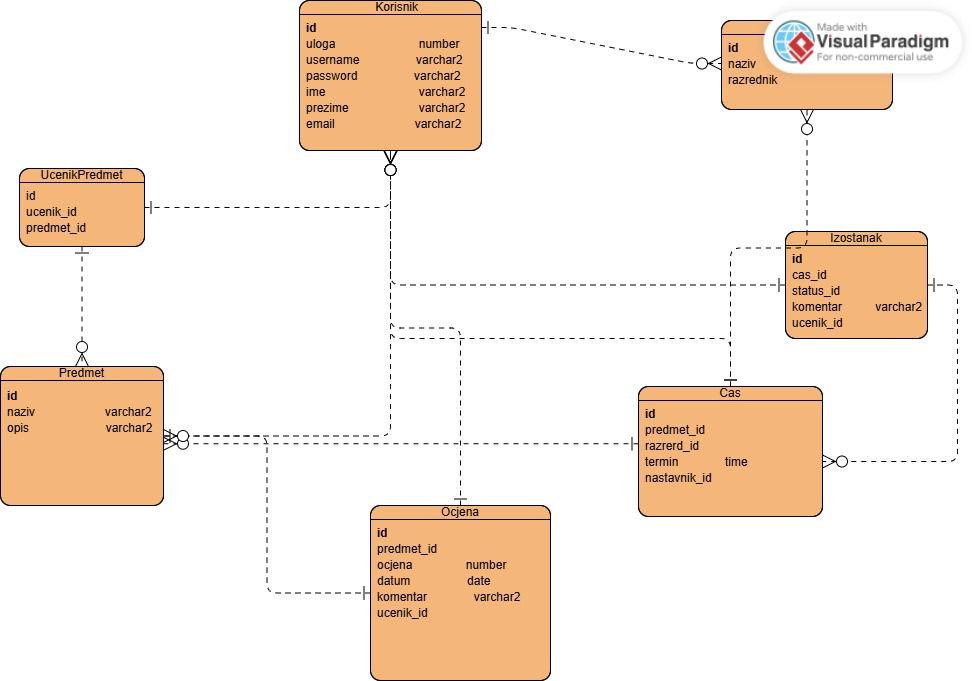 Korisnik
id
uloga number
username varchar2
password varchar2
ime varchar2
prezime varchar2
email varchar2
id
naziv
razrednik
Made with
Visual Paradigm
For non-commercial use
UcenikPredmet
id
ucenik_id
predmet_id
Izostanak
id
cas_id
status_id
komentar varchar2
ucenik_id
Predmet
id
naziv varchar2
opis varchar2
Cas
id
predmet_id
razrerd_id
termin time
nastavnik_id
Ocjena
id
predmet_id
ocjena number
datum date
komentar varchar2
ucenik_id